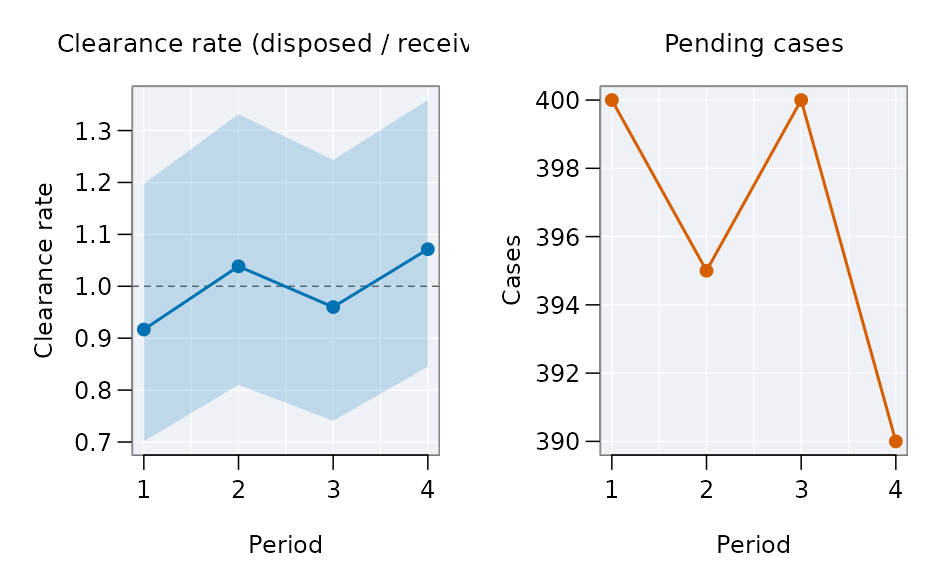 Clearance rate (disposed / receiv
Clearance rate
1.3
1.2
1.1
1.0
0.9
0.8
0.7
1 2 3 4
Period
Pending cases
Cases
400
398
396
394
392
390
1 2 3 4
Period